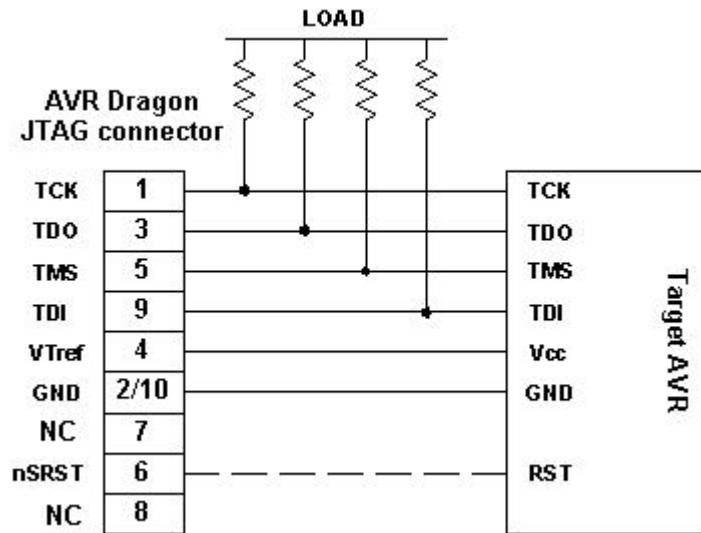 LOAD
AVR Dragon
JTAG connector
TCK 1 TCK
TDO 3 TDO
TMS 5 TMS
TDI 9 TDI
VTref 4 Vcc
GND 2/10 GND
NC 7
nSRST 6 RST
NC 8
Target AVR